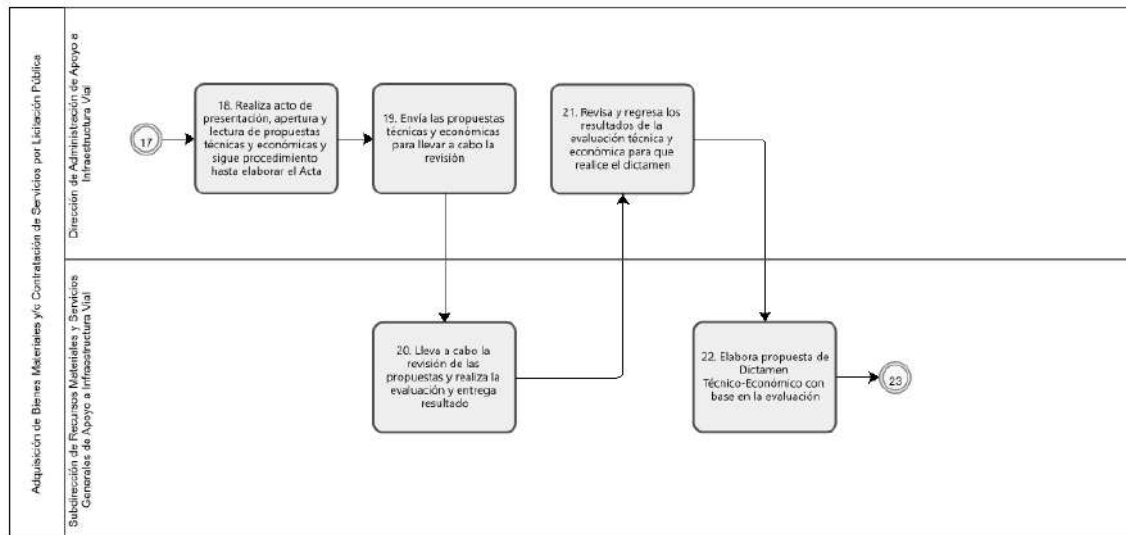 Adquisición de Bienes Materiales y/o Contratación de Servicios por Licitación Pública
Dirección de Administración de Apoyo a
Infraestructura Vial
17
18. Realiza acto de
presentación, apertura y
lectura de propuestas
técnicas y económicas y
sigue procedimiento
hasta elaborar el Acta
19. Envía las propuestas
técnicas y económicas
para llevar a cabo la
revisión
21. Revisa y regresa los
resultados de la
evaluación técnica y
económica para que
realice el dictamen
Subdirección de Recursos Materiales y Servicios
Generales de Apoyo a Infraestructura Vial
20. Lleva a cabo la
revisión de las
propuestas y realiza la
evaluación y entrega
resultado
22. Elabora propuesta de
Dictamen
Técnico-Económico con
base en la evaluación
23